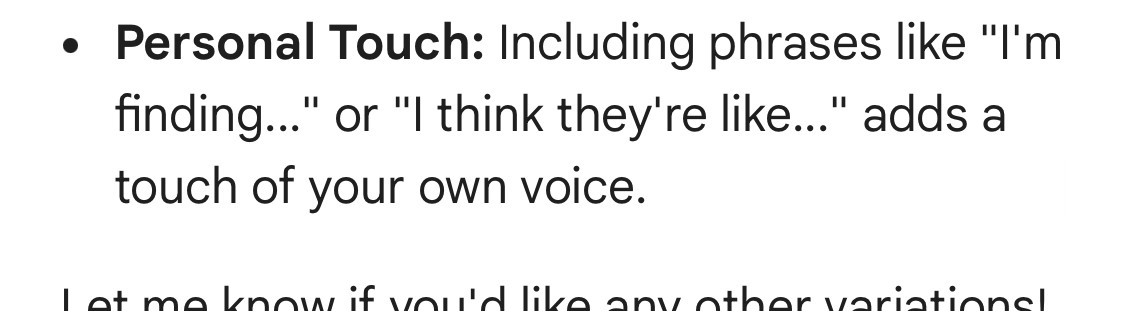 • Personal Touch: Including phrases like "I'm
finding..." or "I think they're like..." adds a
touch of your own voice.
Let me know if you'd like any other variations!